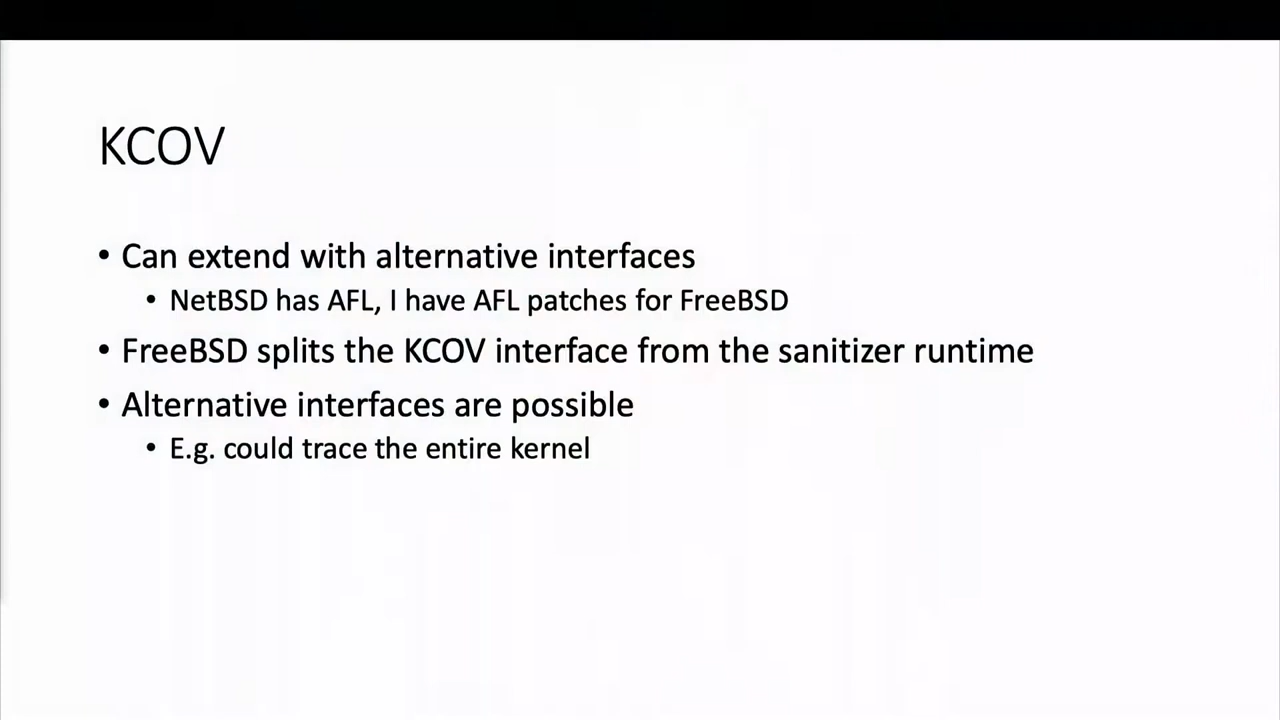 KCOV
• Can extend with alternative interfaces
• NetBSD has AFL, I have AFL patches for FreeBSD
• FreeBSD splits the KCOV interface from the sanitizer runtime
• Alternative interfaces are possible
• E.g. could trace the entire kernel